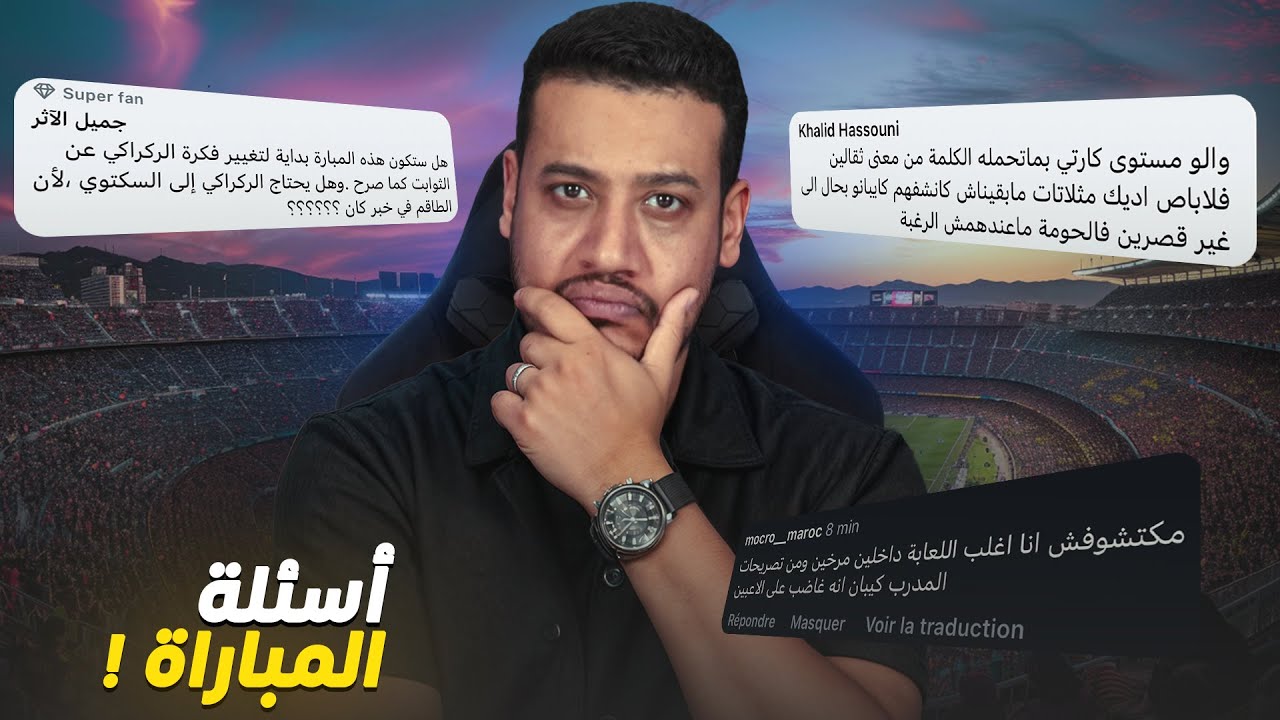 Super fan
جميل الآثر
هل ستكون هذه المبارة بداية لتغيير فكرة الركراكي عن
الثوابت كما صرح .وهل يحتاج الركراكي إلى السكتوي ،لأن
الطاقم في خبر كان ؟؟؟؟؟؟
Khalid Hassouni
والو مستوى كارتي بماتحمله الكلمة من معنى ثقالين
فلاباص اديك مثلاتات مابقيناش كانشفهم كايبانو بحال الى
غير قصرين فالحومة ماعندهمش الرغبة
mocro__maroc 8 min
مكتشوفش انا اغلب اللعابة داخلين مرخين ومن تصريحات
المدرب كيبان انه غاضب على الاعبين
Répondre Masquer Voir la traduction
أسئلة
المباراة !